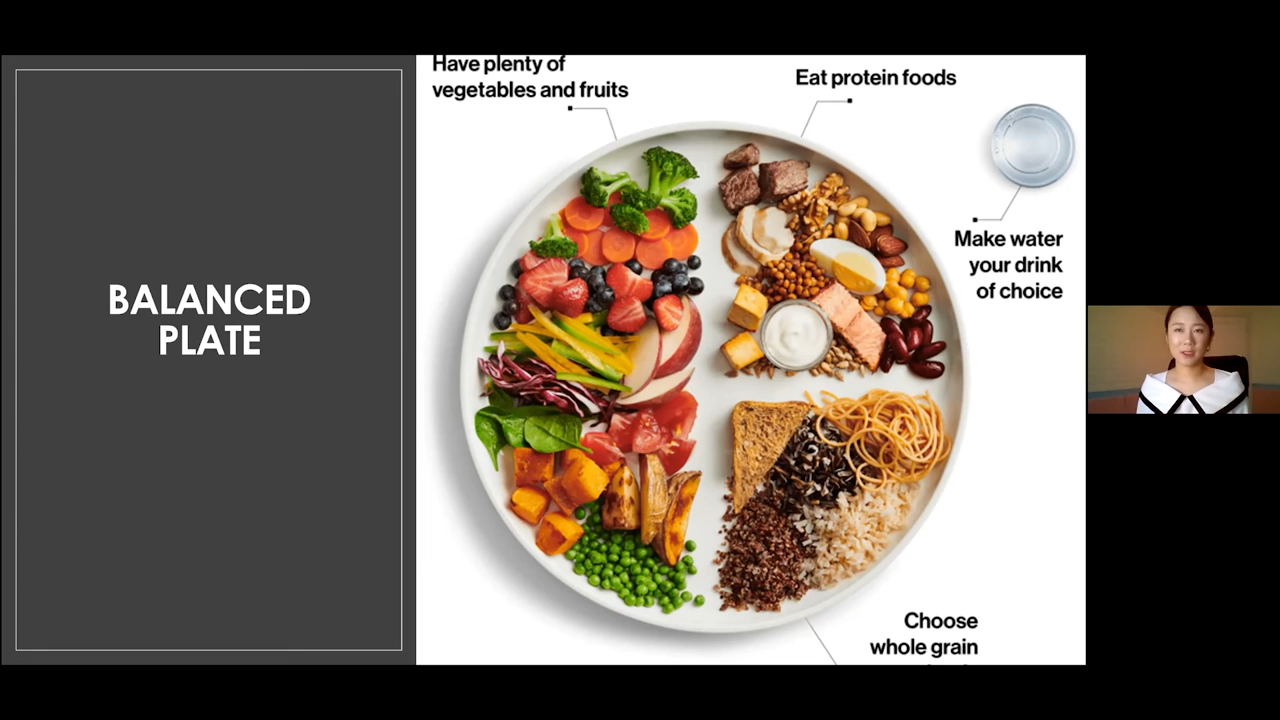 BALANCED
PLATE
Have plenty of
vegetables and fruits
Eat protein foods
Make water
your drink
of choice
Choose
whole grain